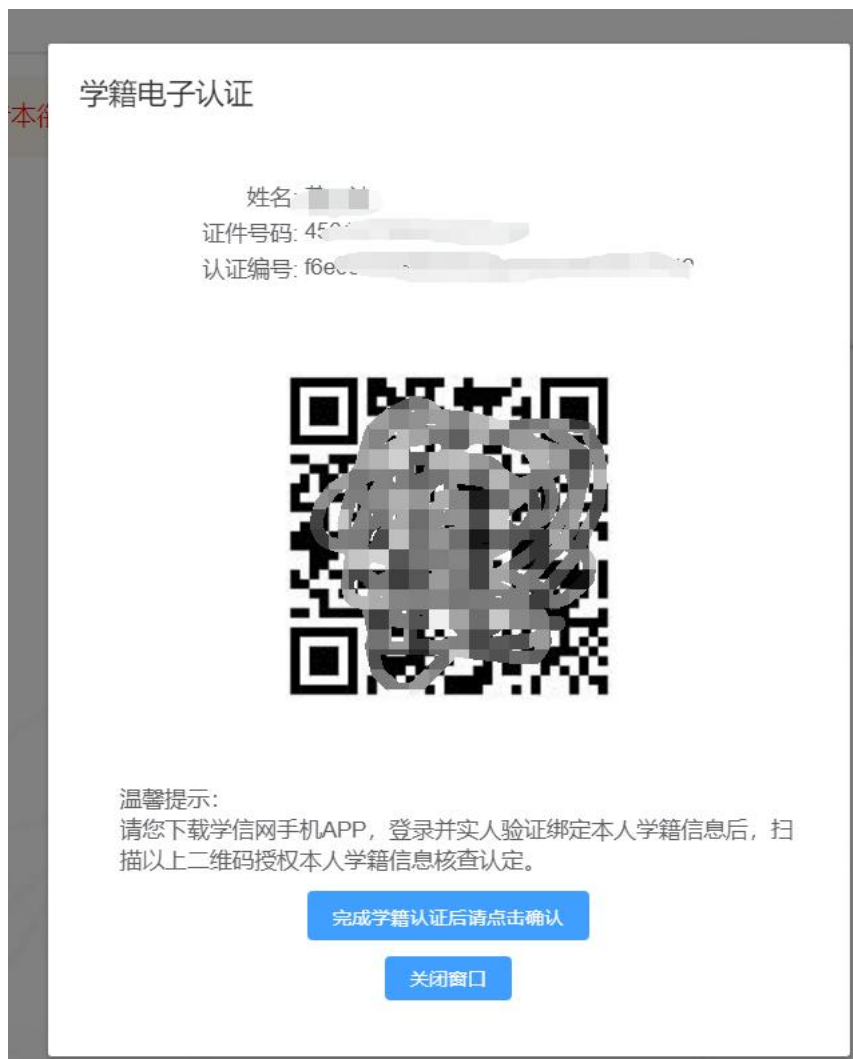 学籍电子认证
本
姓名:
证件号码: 45
认证编号: f6e
温馨提示：
请您下载学信网手机APP，登录并实人验证绑定本人学籍信息后，扫
描以上二维码授权本人学籍信息核查认定。
完成学籍认证后请点击确认
关闭窗口